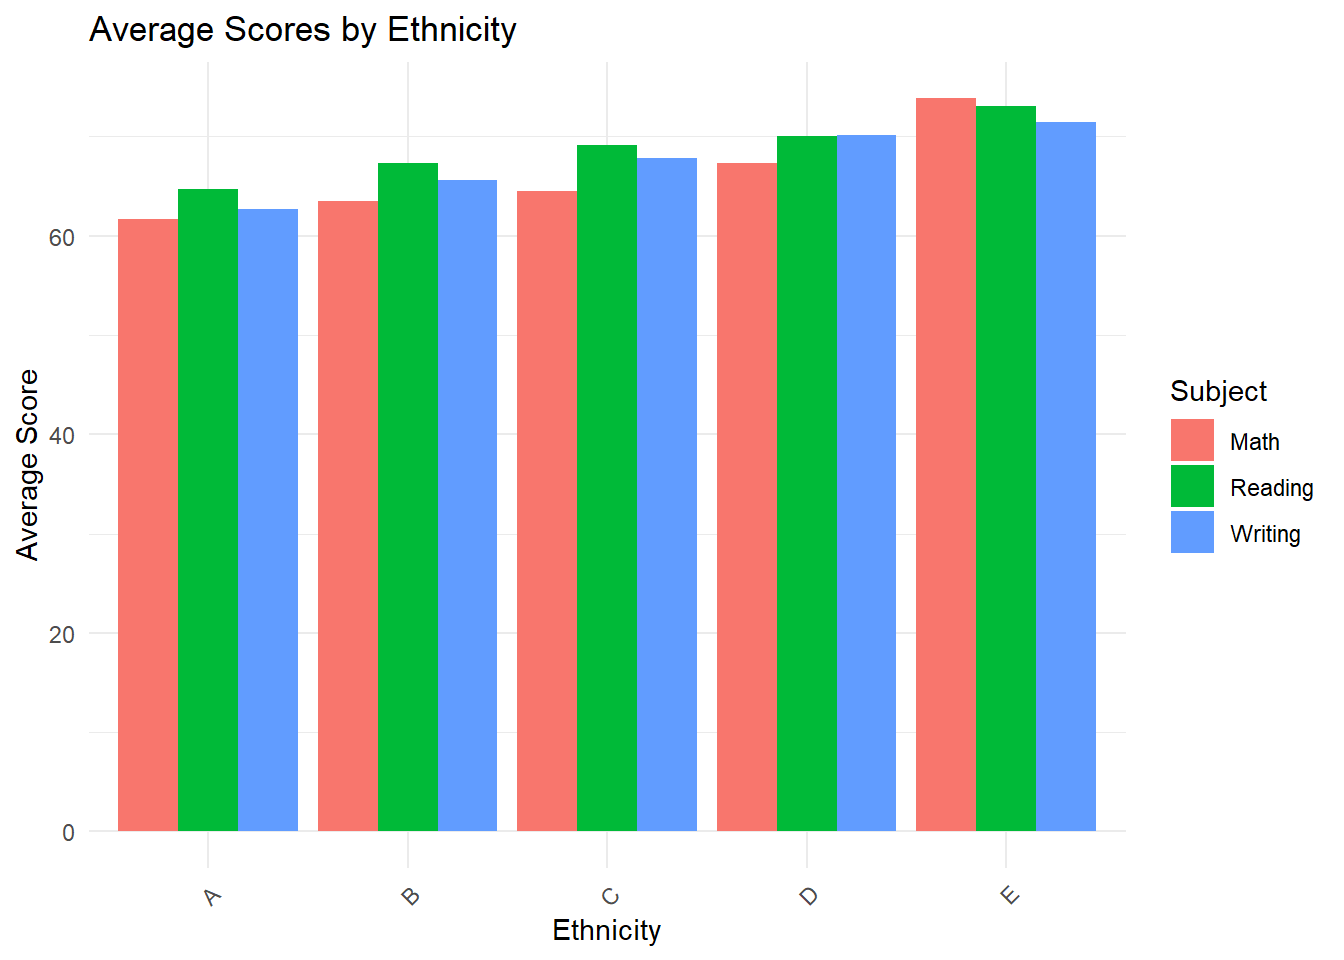 Average Scores by Ethnicity
Average Score
60
40
20
0
A
B
C
D
E
Ethnicity
Subject
Math
Reading
Writing